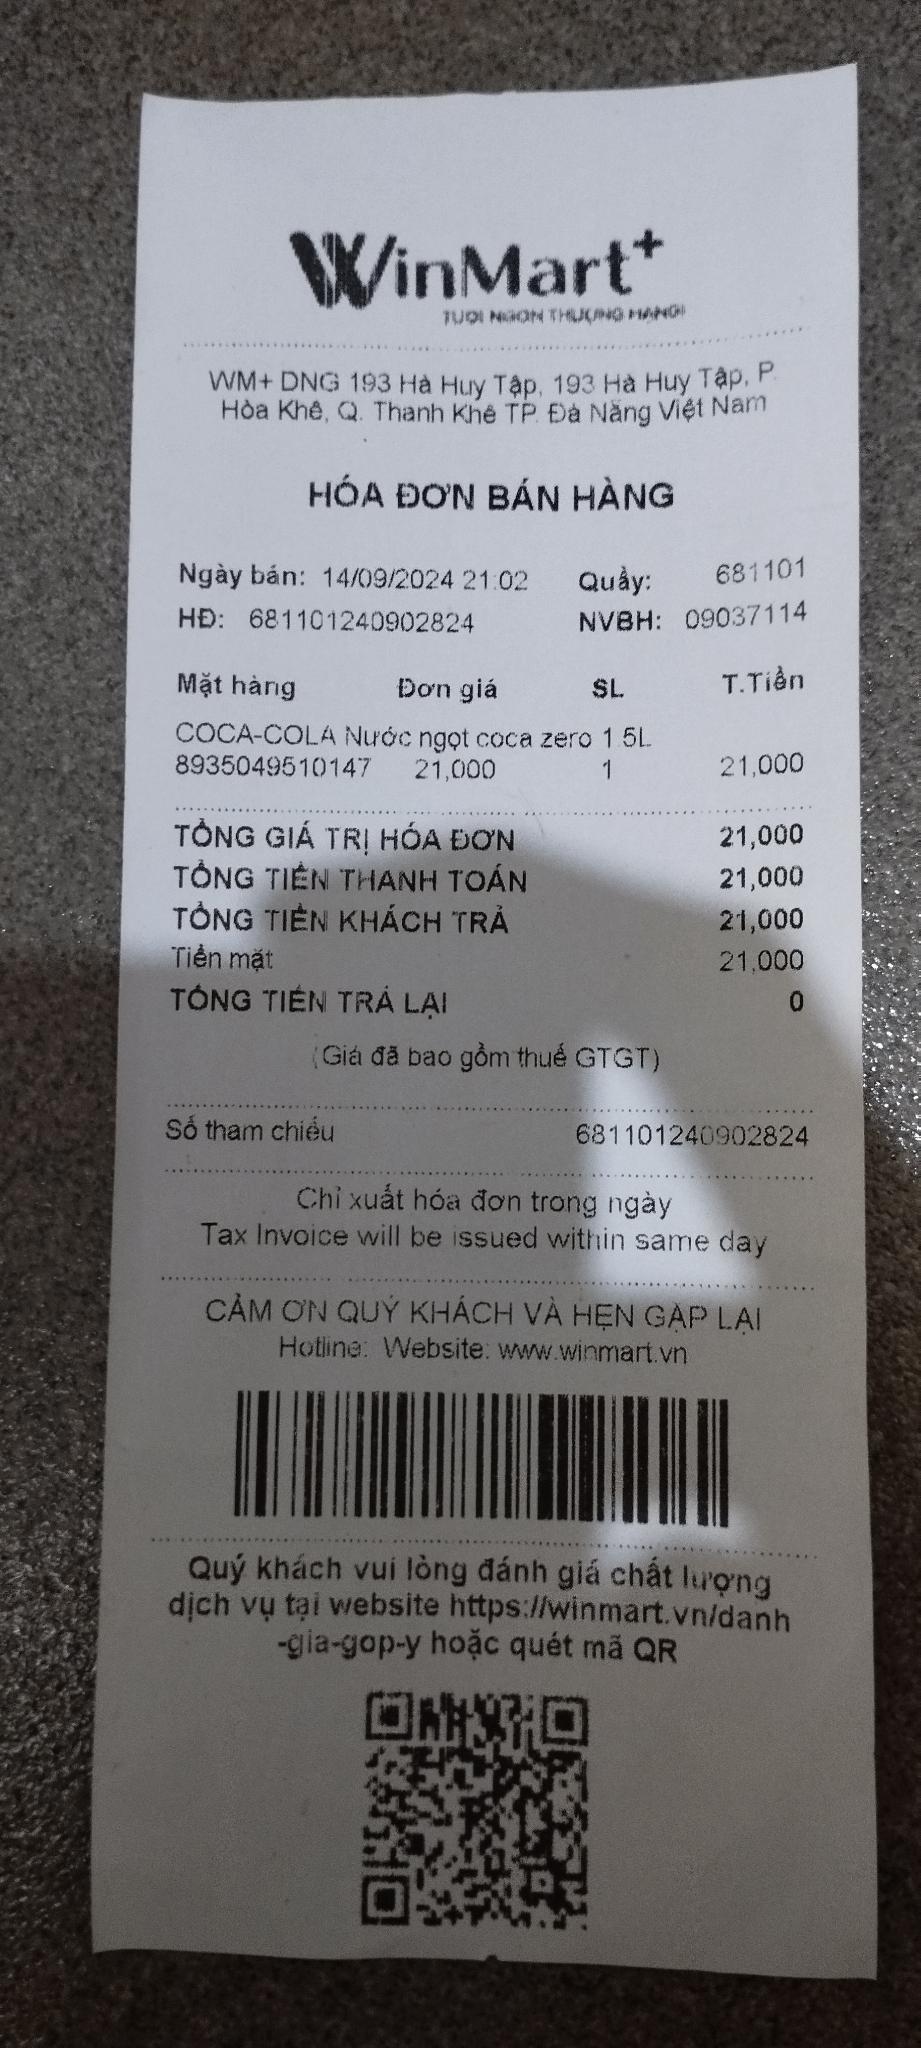 WinMart+
TƯƠI NGON THƯỢNG HẠNG!
WM+ DNG 193 Hà Huy Tập, 193 Hà Huy Tập, P.
Hòa Khê, Q. Thanh Khê TP. Đà Nẵng Việt Nam
HÓA ĐƠN BÁN HÀNG
Ngày bán: 14/09/2024 21:02 Quầy: 681101
HĐ: 681101240902824 NVBH: 09037114
Mặt hàng Đơn giá SL T.Tiền
COCA-COLA Nước ngọt coca zero 1.5L
8935049510147 21,000 1 21,000
TỔNG GIÁ TRỊ HÓA ĐƠN 21,000
TỔNG TIỀN THANH TOÁN 21,000
TỔNG TIỀN KHÁCH TRẢ 21,000
Tiền mặt 21,000
TỔNG TIỀN TRẢ LẠI 0
(Giá đã bao gồm thuế GTGT)
Số tham chiếu 681101240902824
Chỉ xuất hóa đơn trong ngày
Tax Invoice will be issued within same day
CẢM ƠN QUÝ KHÁCH VÀ HẸN GẶP LẠI
Hotline: Website: www.winmart.vn
Quý khách vui lòng đánh giá chất lượng
dịch vụ tại website https://winmart.vn/danh
-gia-gop-y hoặc quét mã QR